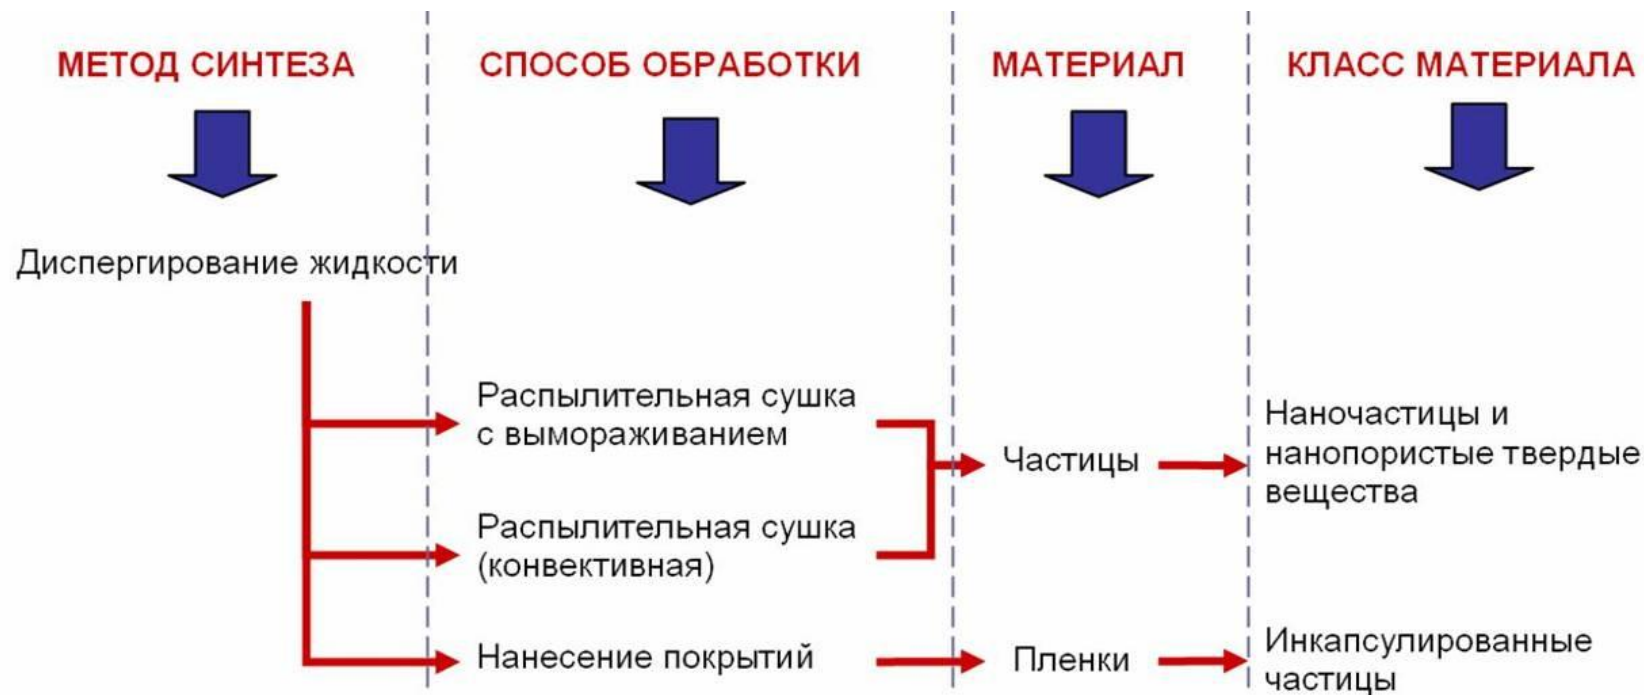 МЕТОД СИНТЕЗА
СПОСОБ ОБРАБОТКИ
МАТЕРИАЛ
КЛАСС МАТЕРИАЛА
Диспергирование жидкости
Распылительная сушка
с вымораживанием
Частицы
Наночастицы и
нанопористые твердые
вещества
Распылительная сушка
(конвективная)
Нанесение покрытий
Пленки
Инкапсулированные
частицы